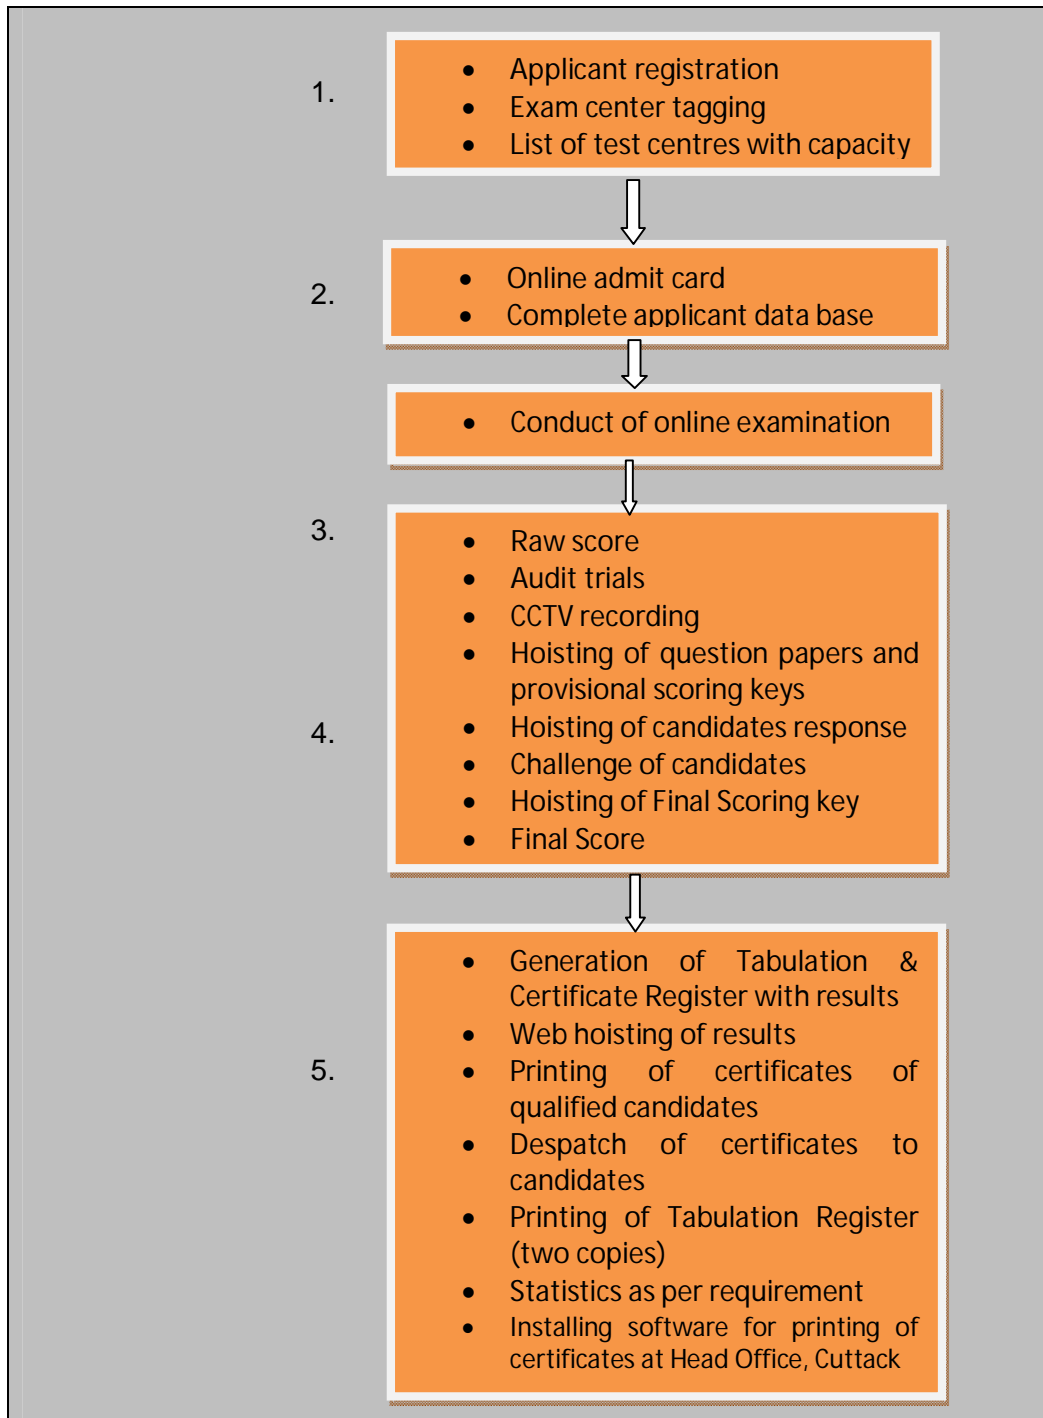 1.
• Applicant registration
• Exam center tagging
• List of test centres with capacity
2.
• Online admit card
• Complete applicant data base
• Conduct of online examination
3.
• Raw score
• Audit trials
• CCTV recording
• Hoisting of question papers and
provisional scoring keys
4.
• Hoisting of candidates response
• Challenge of candidates
• Hoisting of Final Scoring key
• Final Score
• Generation of Tabulation &
Certificate Register with results
• Web hoisting of results
5.
• Printing of certificates of
qualified candidates
• Despatch of certificates to
candidates
• Printing of Tabulation Register
(two copies)
• Statistics as per requirement
• Installing software for printing of
certificates at Head Office, Cuttack